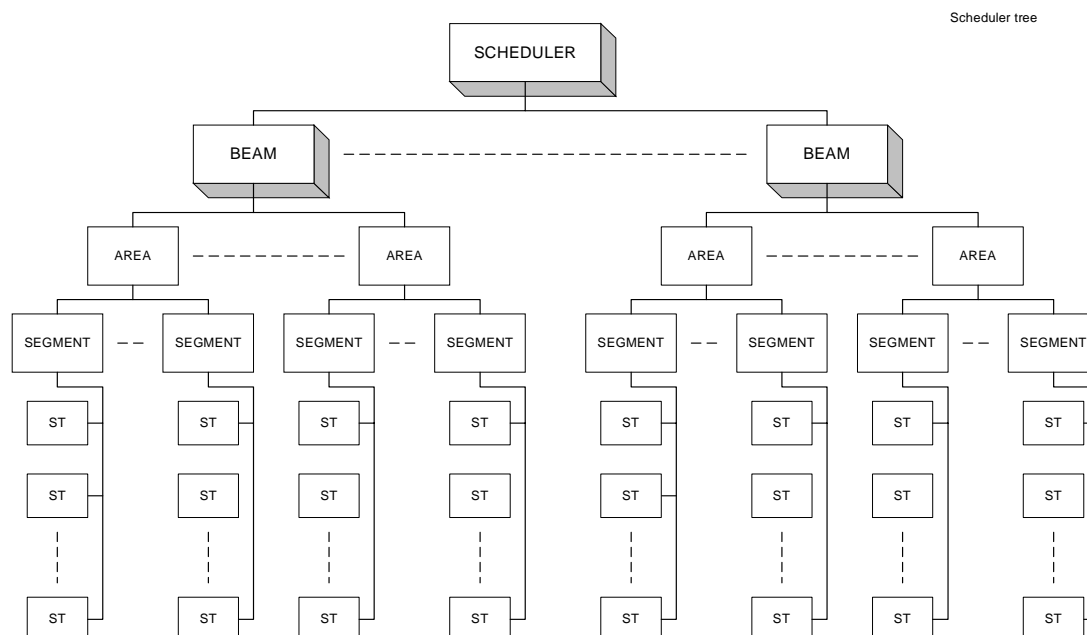 Scheduler tree
SCHEDULER
BEAM BEAM
AREA AREA AREA AREA
SEGMENT SEGMENT SEGMENT SEGMENT SEGMENT SEGMENT SEGMENT SEGMENT
ST ST ST ST ST ST ST ST
ST ST ST ST ST ST ST ST
ST ST ST ST ST ST ST ST